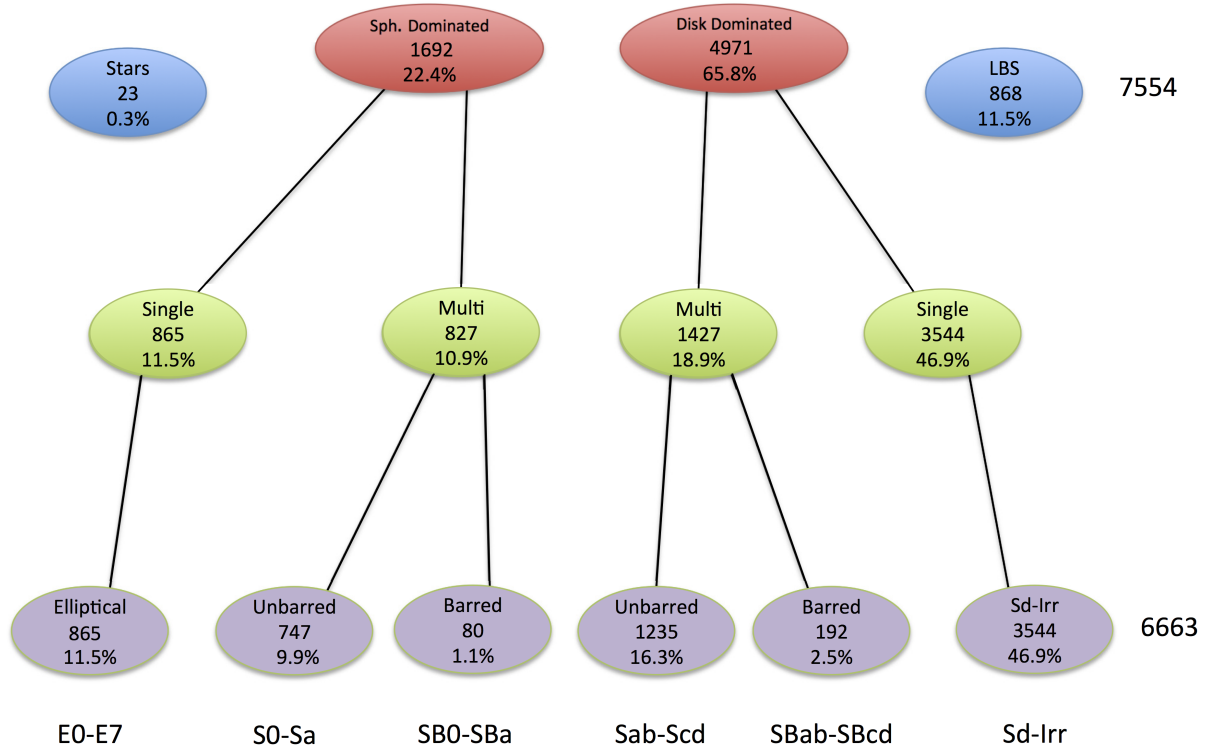 Stars
23
0.3%
Sph. Dominated
1692
22.4%
Disk Dominated
4971
65.8%
LBS
868
11.5%
7554
Single
865
11.5%
Multi
827
10.9%
Multi
1427
18.9%
Single
3544
46.9%
Elliptical
865
11.5%
Unbarred
747
9.9%
Barred
80
1.1%
Unbarred
1235
16.3%
Barred
192
2.5%
Sd-Irr
3544
46.9%
6663
E0-E7
S0-Sa
SB0-SBa
Sab-Scd
SBab-SBcd
Sd-Irr